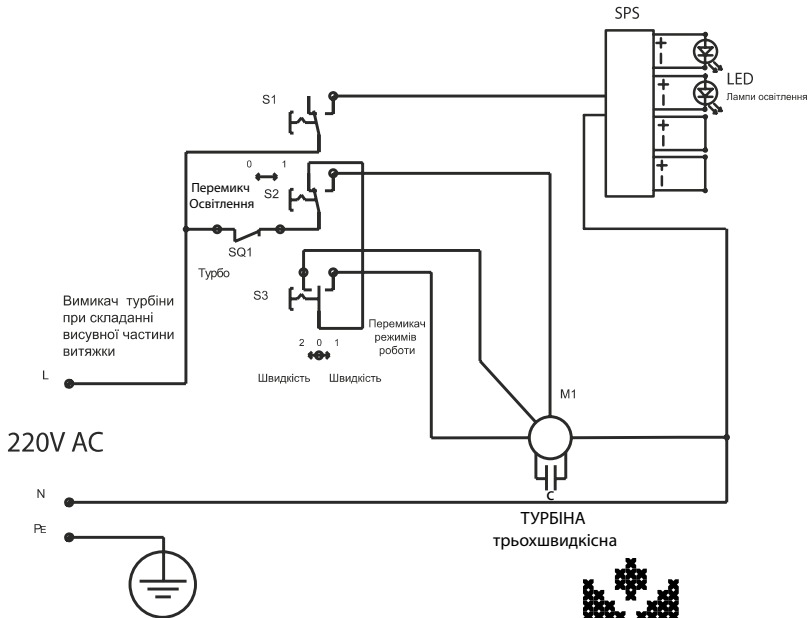 SPS
+
–
LED
Лампи освітлення
+
–
+
–
+
–
S1
0 1
Перемикч
Освітлення
S2
SQ1
Турбо
S3
Вимикач турбіни
при складанні
висувної частини
витяжки
Перемикач
режимів
роботи
2 0 1
Швидкість Швидкість
L
M1
220V AC
C
N
ТУРБІНА
трьохшвидкісна
PE